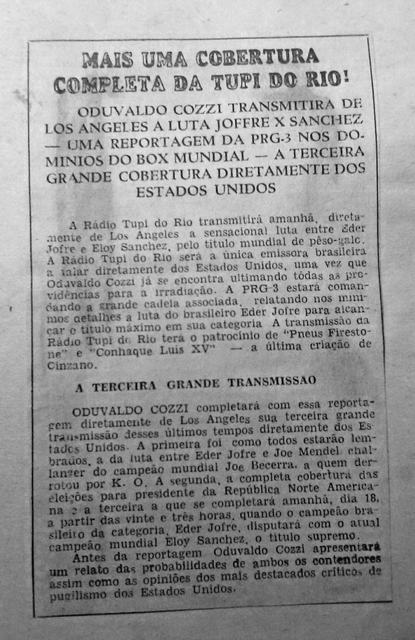 MAIS UMA COBERTURA
COMPLETA DA TUPI DO RIO!
ODUVALDO COZZI TRANSMITIRA DE
LOS ANGELES A LUTA JOFFRE X SANCHEZ
— UMA REPORTAGEM DA PRG-3 NOS DO-
MINIOS DO BOX MUNDIAL — A TERCEIRA
GRANDE COBERTURA DIRETAMENTE DOS
ESTADOS UNIDOS
A Rádio Tupi do Rio transmitirá amanhã, direta-
mente de Los Angeles a sensacional luta entre Eder
Jofre e Eloy Sanchez, pelo titulo mundial de pêso-galo.
A Rádio Tupi do Rio será a única emissora brasileira
a falar diretamente dos Estados Unidos, uma vez que
Oduvaldo Cozzi já se encontra ultimando tôdas as pro-
vidências para a irradiação. A PRG-3 estará coman-
dando a grande cadeia associada, relatando nos mini-
mos detalhes a luta do brasileiro Eder Jofre para alcan-
çar o titulo máximo em sua categoria A transmissão da
Rádio Tupi do Rio terá o patrocinio de "Pneus Firesto-
ne" e "Conhaque Luis XV" — a última criação de
Cinzano.
A TERCEIRA GRANDE TRANSMISSAO
ODUVALDO COZZI completará com essa reporta-
gem diretamente de Los Angeles sua terceira grande
transmissão desses últimos tempos diretamente dos Es-
tados Unidos. A primeira foi como todos estarão lem-
brados, a da luta entre Eder Jofre e Joe Mendel chal-
langer do campeão mundial Joe Becerra, a quem der-
rotou por K. O. A segunda, a completa cobertura das
eleições para presidente da República Norte America-
na e a terceira a que se completará amanhã, dia 18,
a partir das vinte e três horas, quando o campeão bra-
sileiro da categoria, Eder Jofre, disputará com o atual
campeão mundial Eloy Sanchez, o titulo supremo.
Antes da reportagem Oduvaldo Cozzi apresentará
um relato das probabilidades de ambos os contendores
assim como as opiniões dos mais destacados criticos de
pugilismo dos Estados Unidos.